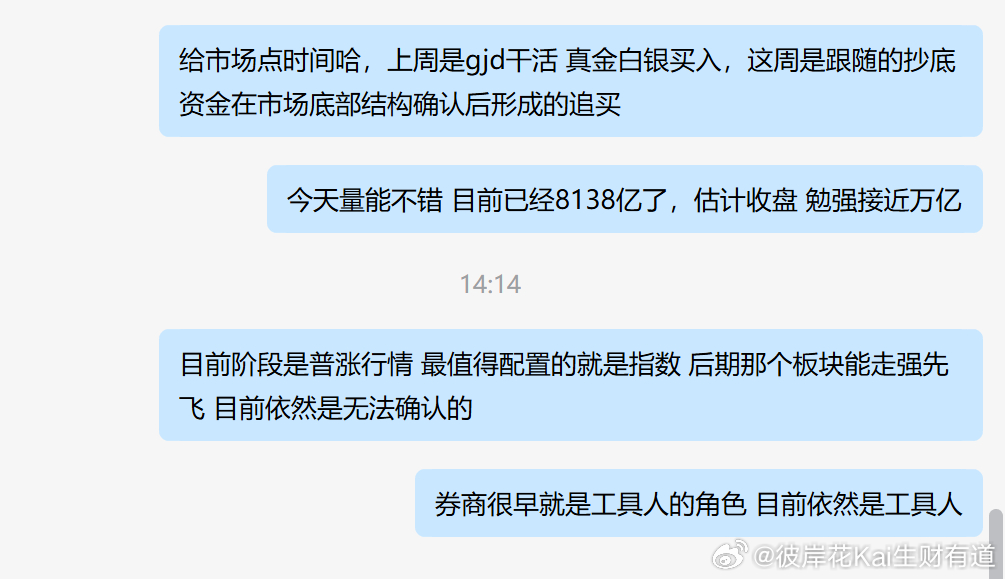 给市场点时间哈，上周是gjd干活 真金白银买入，这周是跟随的抄底
资金在市场底部结构确认后形成的追买
今天量能不错 目前已经8138亿了，估计收盘 勉强接近万亿
14:14
目前阶段是普涨行情 最值得配置的就是指数 后期那个板块能走强先
飞 目前依然是无法确认的
券商很早就是工具人的角色 目前依然是工具人
@彼岸花Kai生财有道